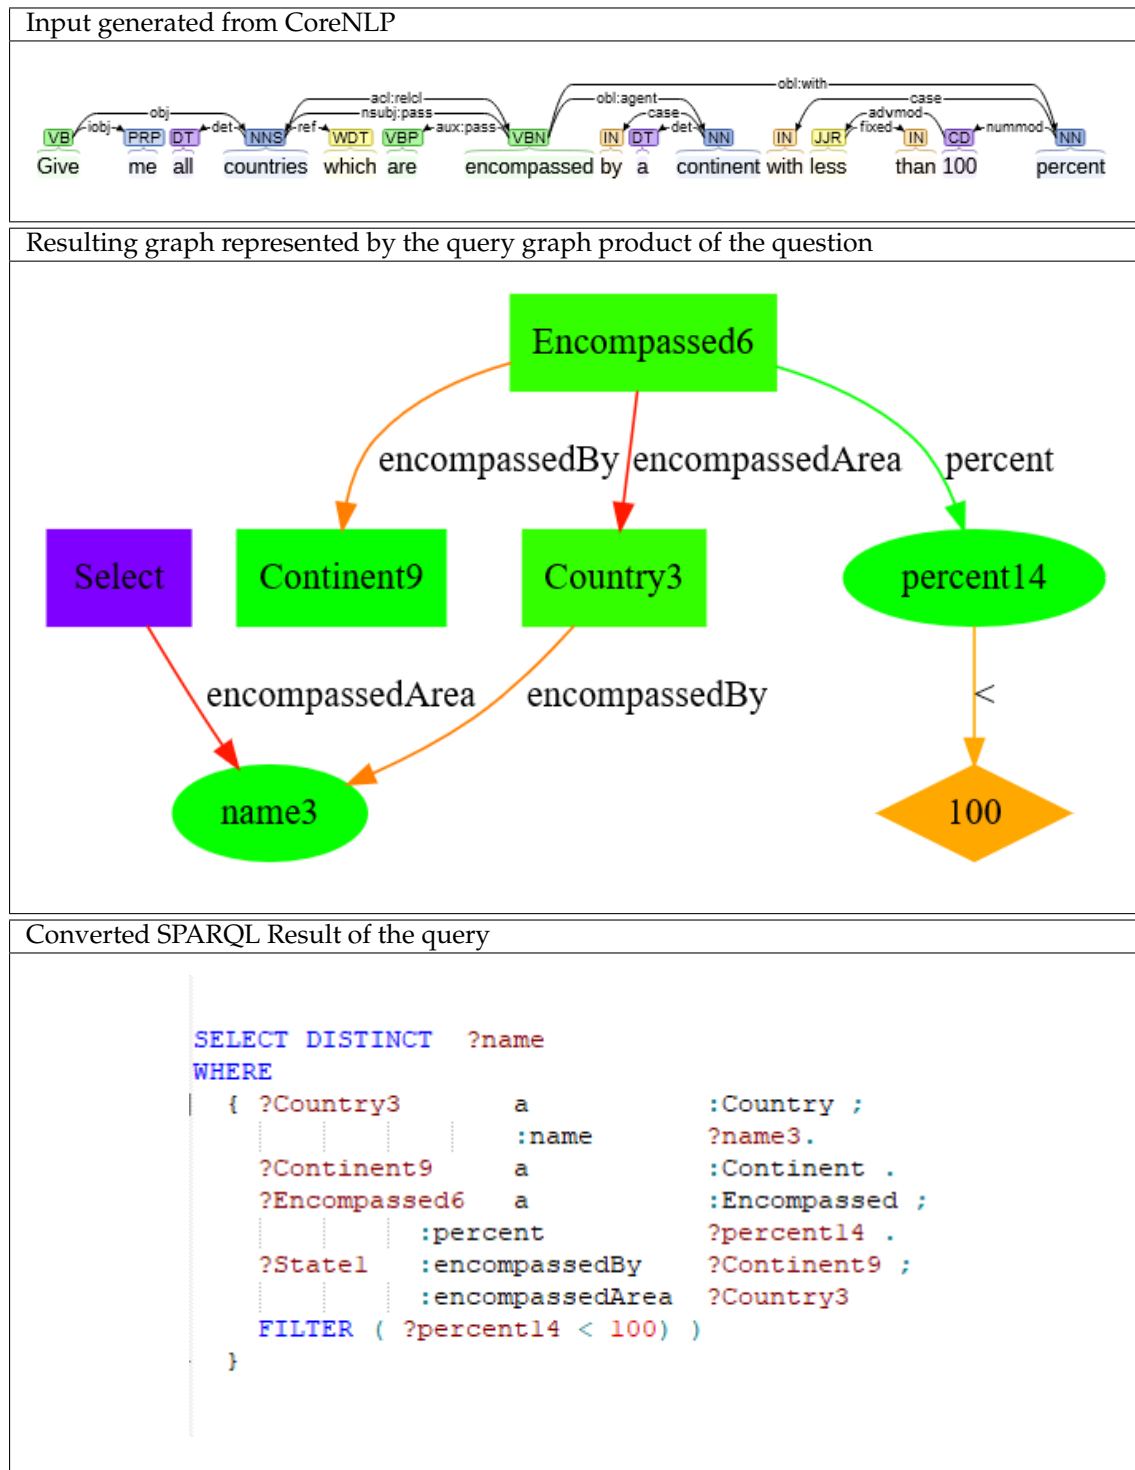 Input generated from CoreNLP
obl:with
acl:relcl obl:agent case
obj nsubj:pass case advmod
iobj det ref aux:pass det fixed nummod
VB PRP DT NNS WDT VBP VBN IN DT NN IN JJR IN CD NN
Give me all countries which are encompassed by a continent with less than 100 percent
Resulting graph represented by the query graph product of the question
Encompassed6
encompassedBy encompassedArea percent
Select Continent9 Country3 percent14
encompassedArea encompassedBy <
name3 100
Converted SPARQL Result of the query
SELECT DISTINCT ?name
WHERE
{ ?Country3 a :Country ;
:name ?name3.
?Continent9 a :Continent .
?Encompassed6 a :Encompassed ;
:percent ?percent14 .
?State1 :encompassedBy ?Continent9 ;
:encompassedArea ?Country3
FILTER ( ?percent14 < 100) )
}